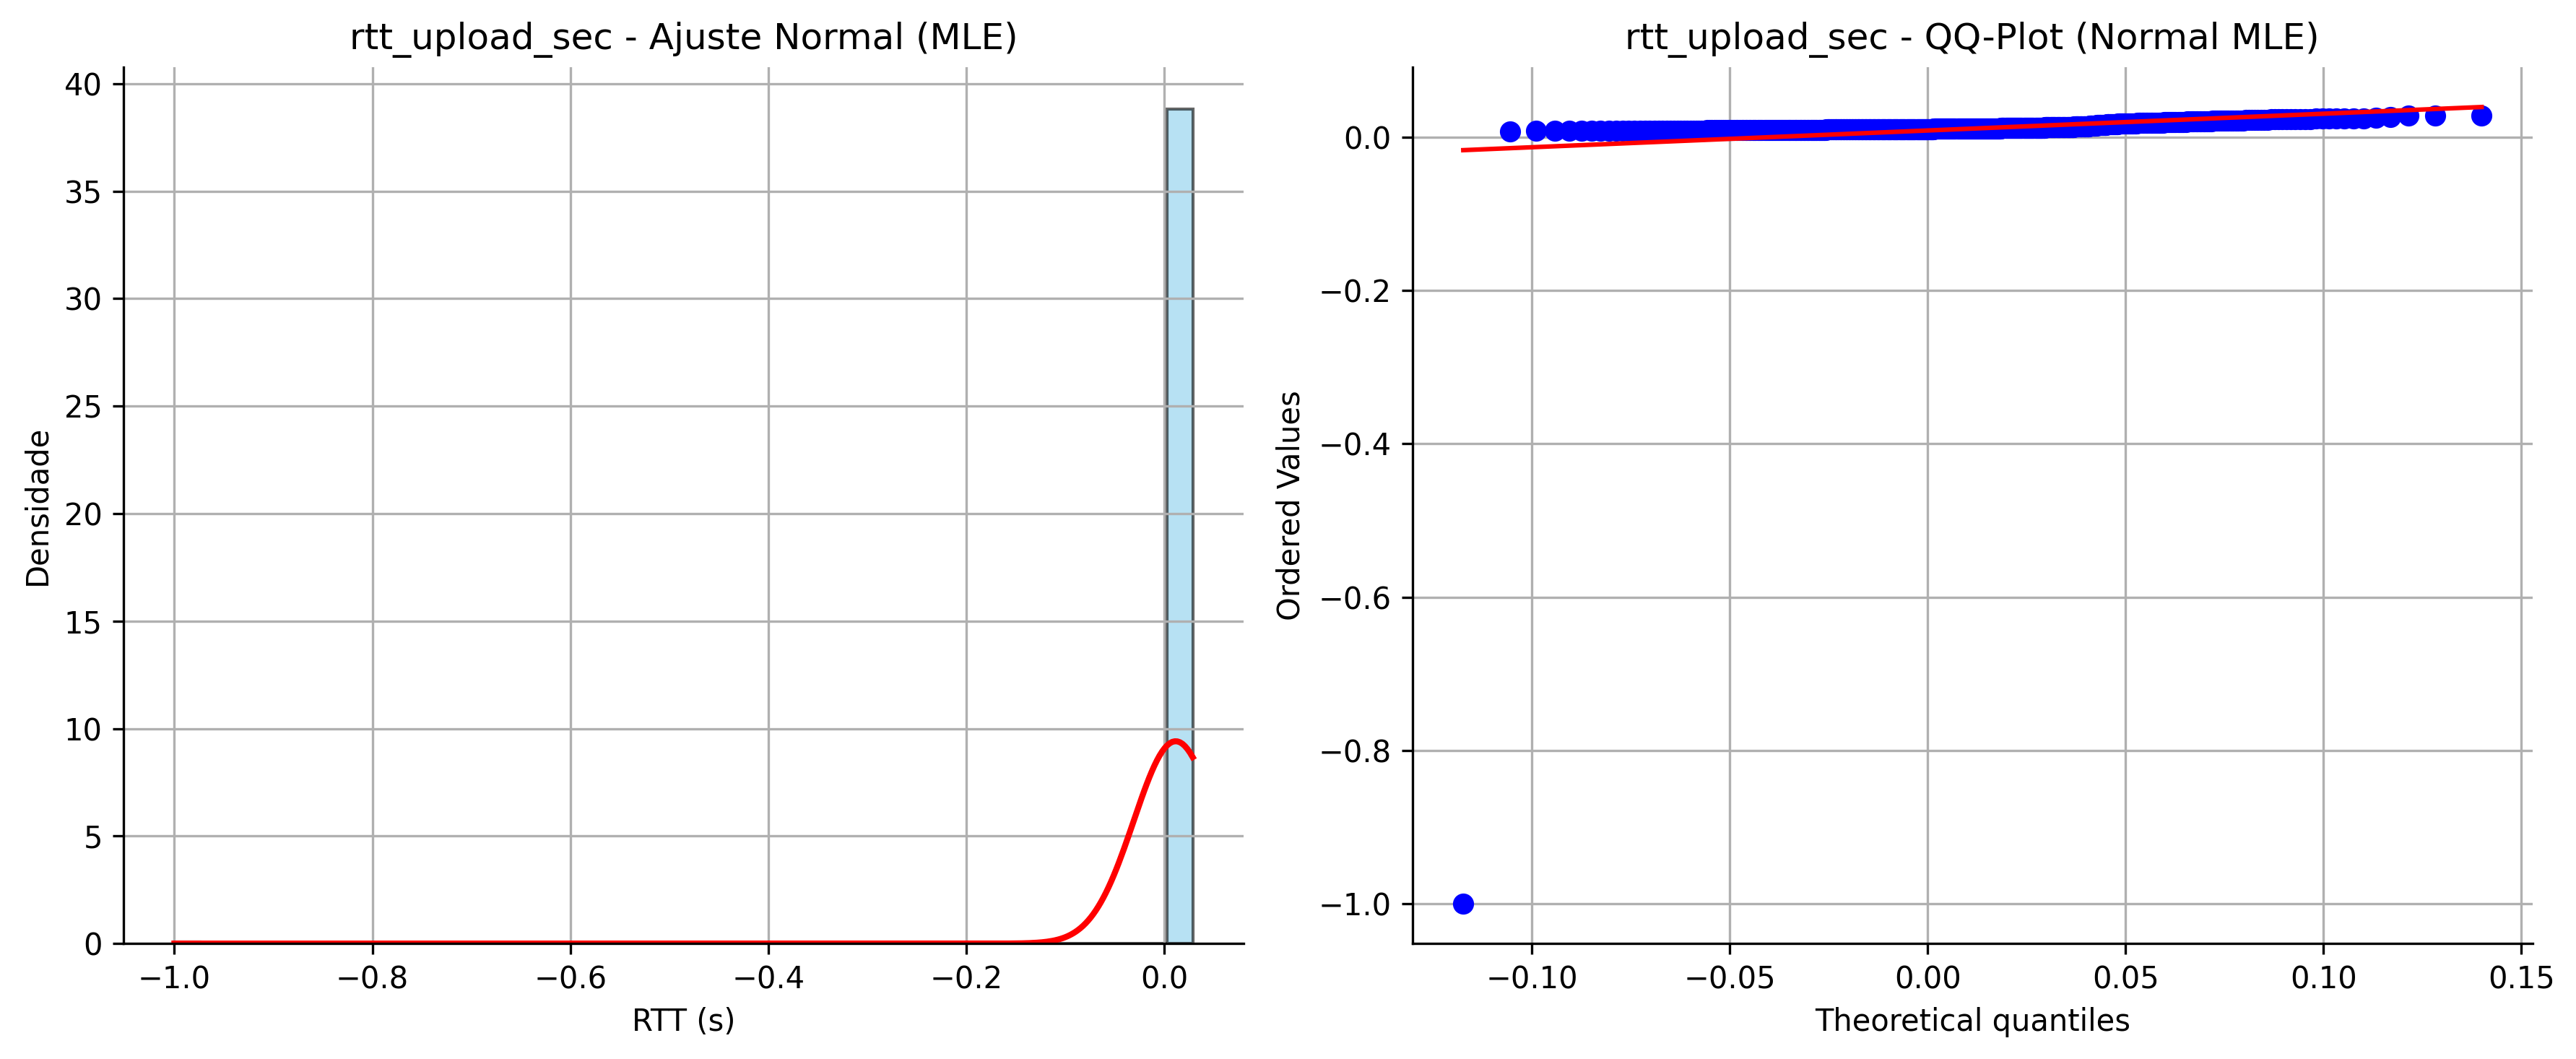 rtt_upload_sec - Ajuste Normal (MLE)
40
35
30
25
20
15
10
5
0
Densidade
−1.0 −0.8 −0.6 −0.4 −0.2 0.0
RTT (s)
rtt_upload_sec - QQ-Plot (Normal MLE)
0.0
−0.2
−0.4
−0.6
−0.8
−1.0
Ordered Values
−0.10 −0.05 0.00 0.05 0.10 0.15
Theoretical quantiles